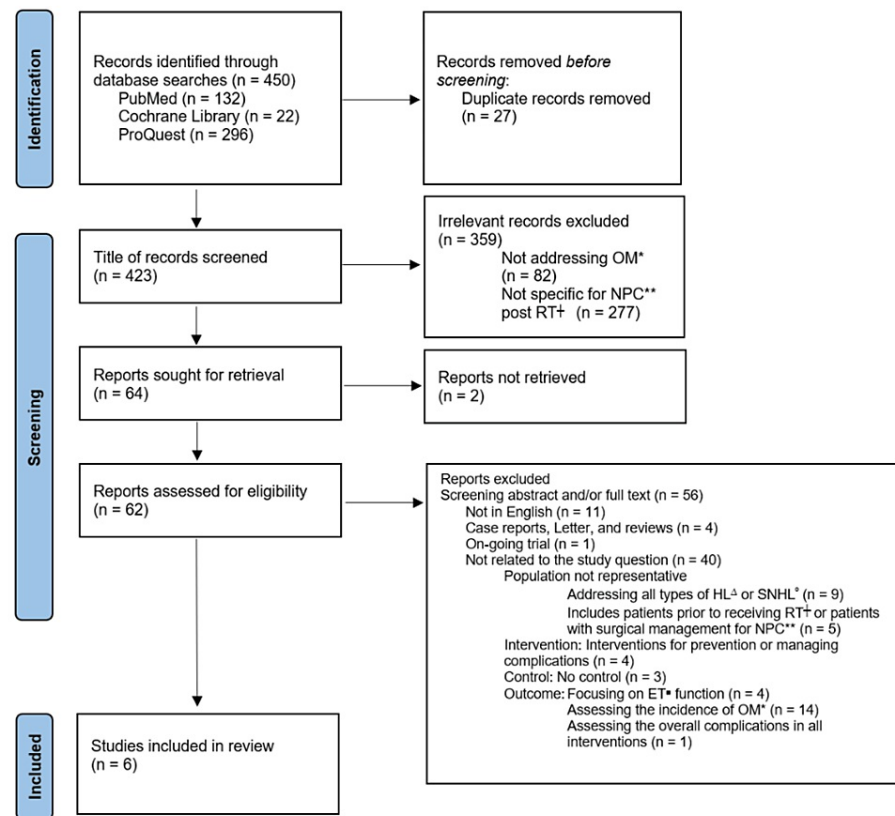 Identification
Records identified through
database searches (n = 450)
PubMed (n = 132)
Cochrane Library (n = 22)
ProQuest (n = 296)
Records removed before
screening:
Duplicate records removed
(n = 27)
Screening
Title of records screened
(n = 423)
Irrelevant records excluded
(n = 359)
Not addressing OM*
(n = 82)
Not specific for NPC**
post RT‡ (n = 277)
Reports sought for retrieval
(n = 64)
Reports not retrieved
(n = 2)
Reports assessed for eligibility
(n = 62)
Reports excluded
Screening abstract and/or full text (n = 56)
Not in English (n = 11)
Case reports, Letter, and reviews (n = 4)
On-going trial (n = 1)
Not related to the study question (n = 40)
Population not representative
Addressing all types of HL∆ or SNHL° (n = 9)
Includes patients prior to receiving RT‡ or patients
with surgical management for NPC** (n = 5)
Intervention: Interventions for prevention or managing
complications (n = 4)
Control: No control (n = 3)
Outcome: Focusing on ET▪ function (n = 4)
Assessing the incidence of OM* (n = 14)
Assessing the overall complications in all
interventions (n = 1)
Included
Studies included in review
(n = 6)